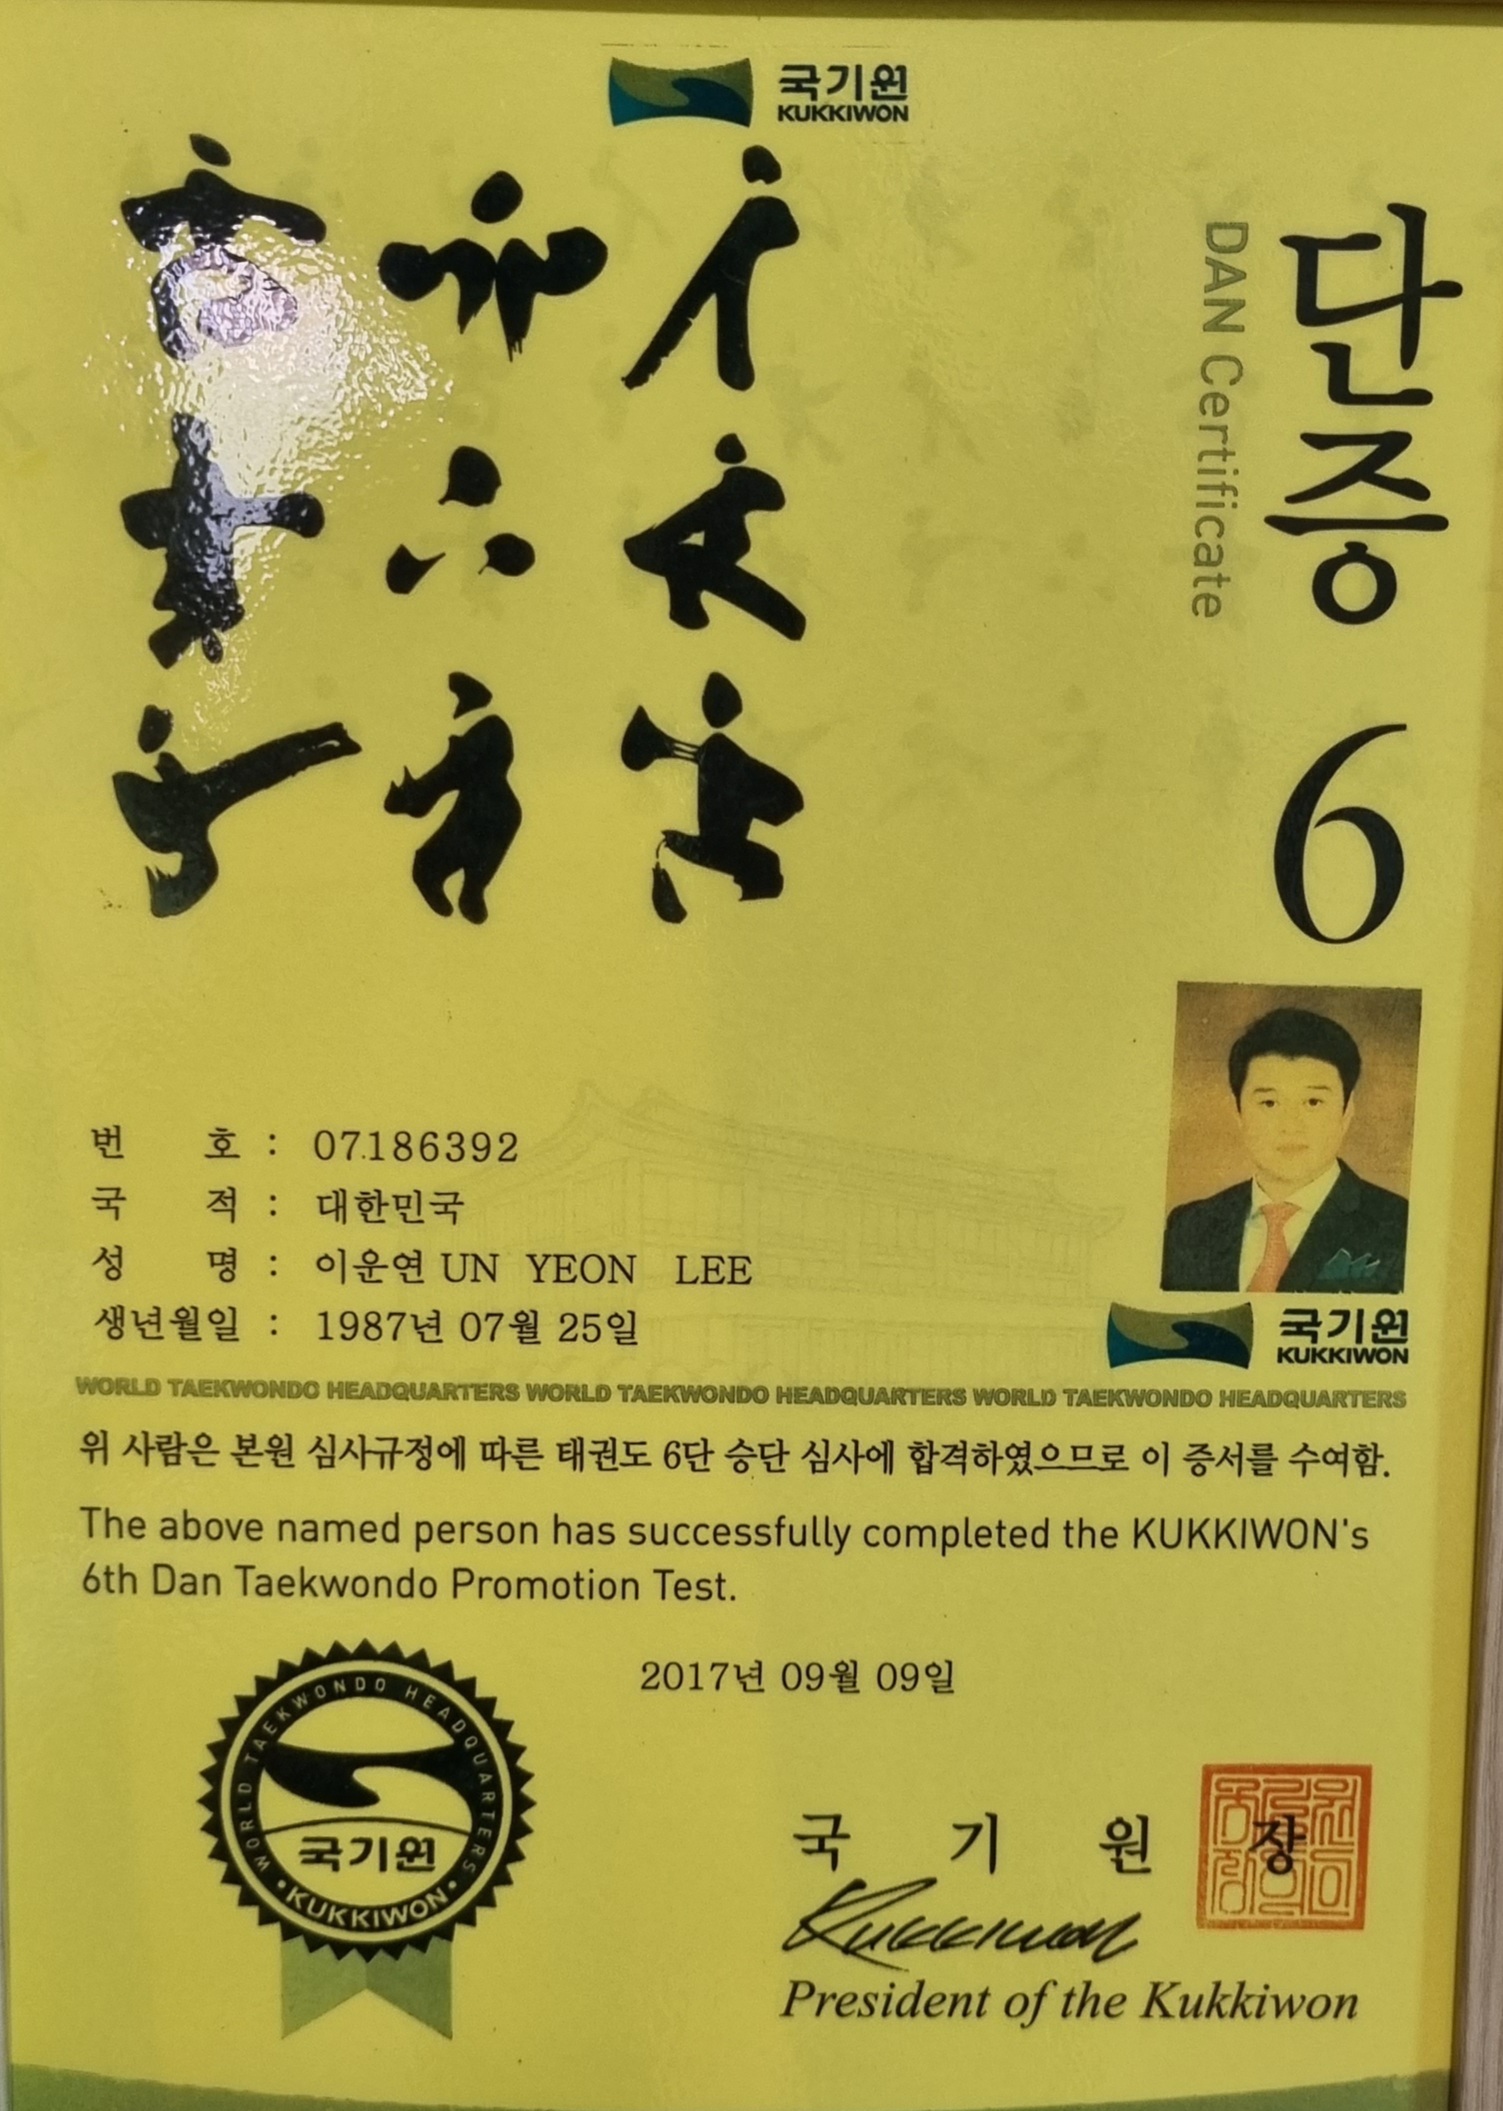 국기원
KUKKIWON
단증
DAN Certificate
6
번 호 : 07186392
국 적 : 대한민국
성 명 : 이운연 UN YEON LEE
생년월일 : 1987년 07월 25일
국기원
KUKKIWON
WORLD TAEKWONDO HEADQUARTERS WORLD TAEKWONDO HEADQUARTERS WORLD TAEKWONDO HEADQUARTERS
위 사람은 본원 심사규정에 따른 태권도 6단 승단 심사에 합격하였으므로 이 증서를 수여함.
The above named person has successfully completed the KUKKIWON's
6th Dan Taekwondo Promotion Test.
2017년 09월 09일
WORLD TAEKWONDO HEADQUARTERS
국기원
KUKKIWON
국 기 원 장
Kukkiwon
President of the Kukkiwon